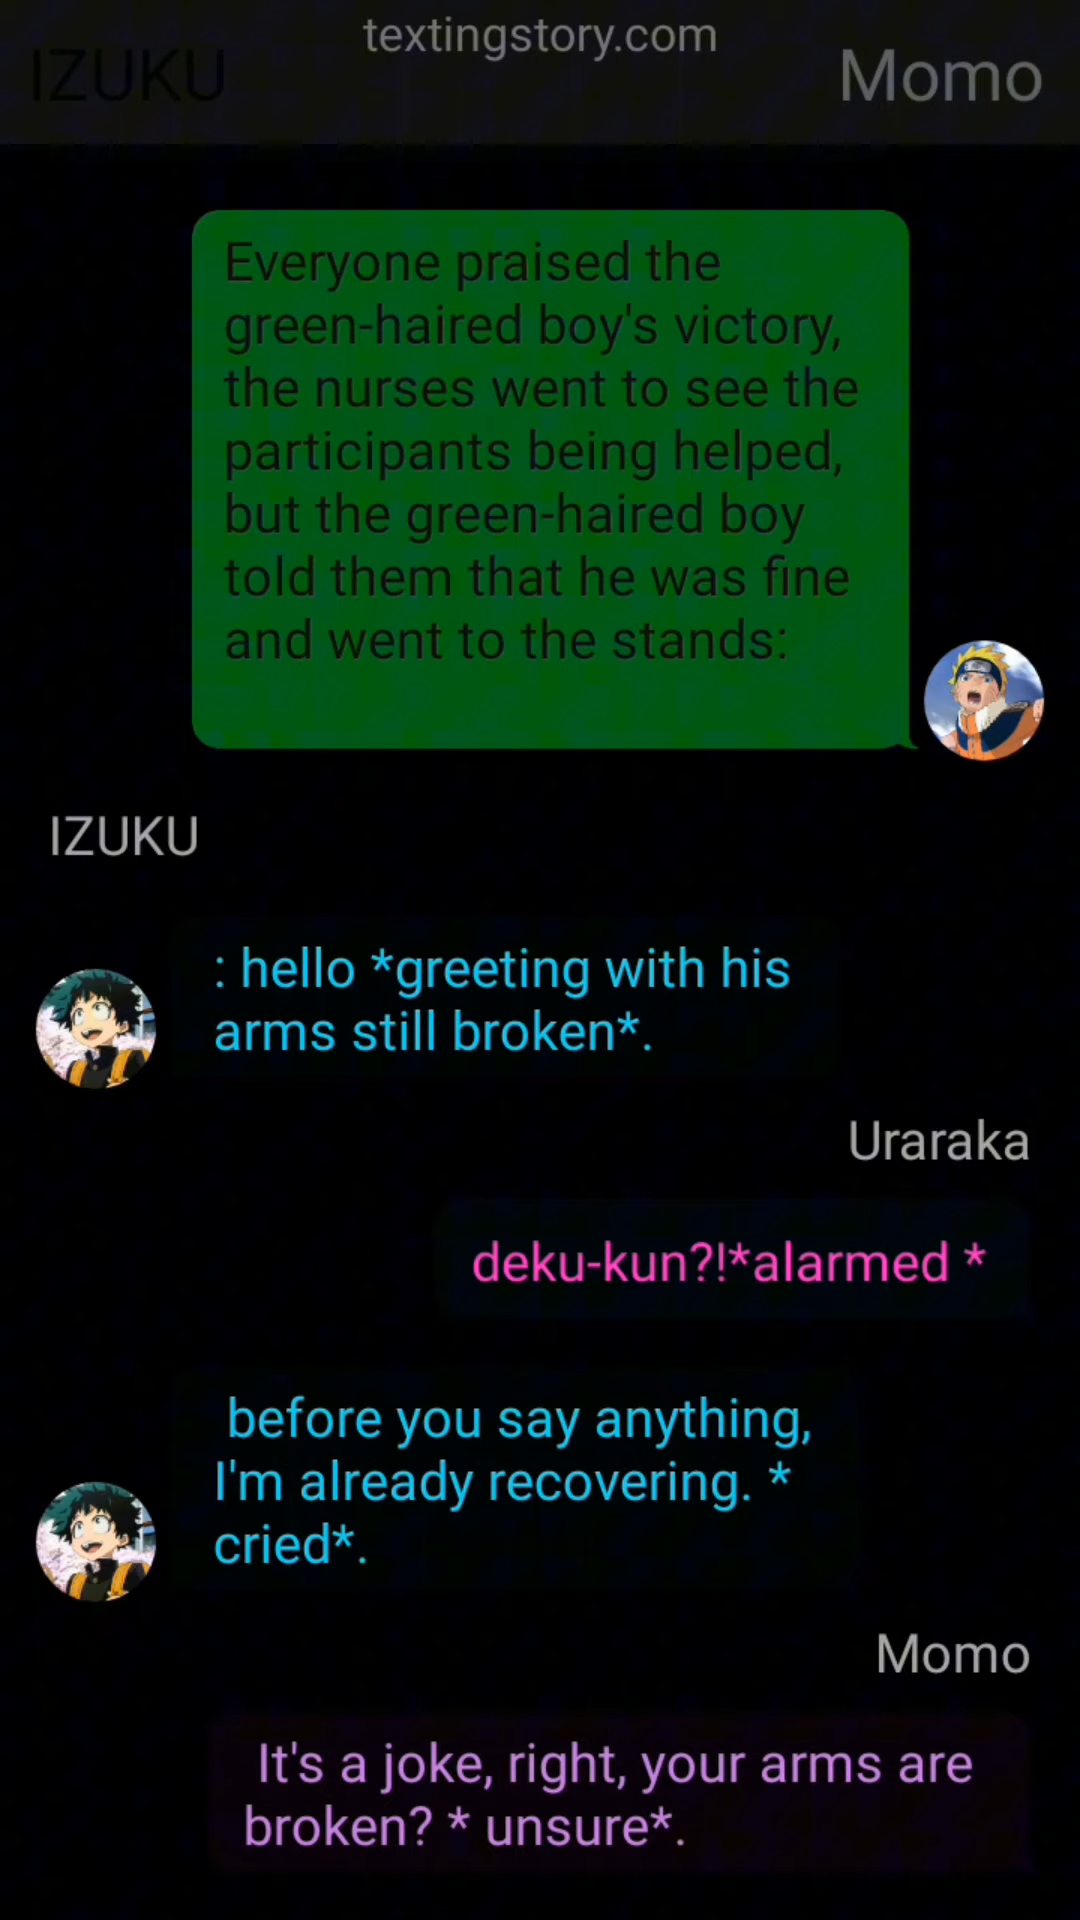 textingstory.com
IZUKU
Momo
Everyone praised the
green-haired boy's victory,
the nurses went to see the
participants being helped,
but the green-haired boy
told them that he was fine
and went to the stands:
IZUKU
: hello *greeting with his
arms still broken*.
Uraraka
deku-kun?!*alarmed *
before you say anything,
I'm already recovering. *
cried*.
Momo
It's a joke, right, your arms are
broken? * unsure*.